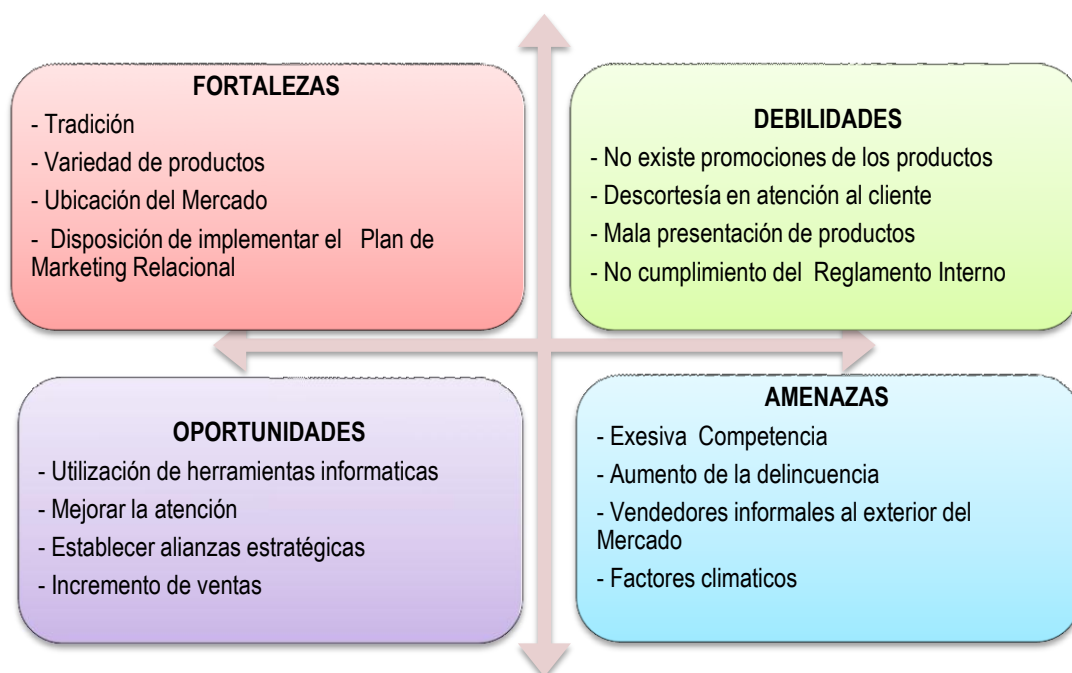 FORTALEZAS
- Tradición
- Variedad de productos
- Ubicación del Mercado
- Disposición de implementar el Plan de
Marketing Relacional
DEBILIDADES
- No existe promociones de los productos
- Descortesía en atención al cliente
- Mala presentación de productos
- No cumplimiento del Reglamento Interno
OPORTUNIDADES
- Utilización de herramientas informaticas
- Mejorar la atención
- Establecer alianzas estratégicas
- Incremento de ventas
AMENAZAS
- Exesiva Competencia
- Aumento de la delincuencia
- Vendedores informales al exterior del
Mercado
- Factores climaticos